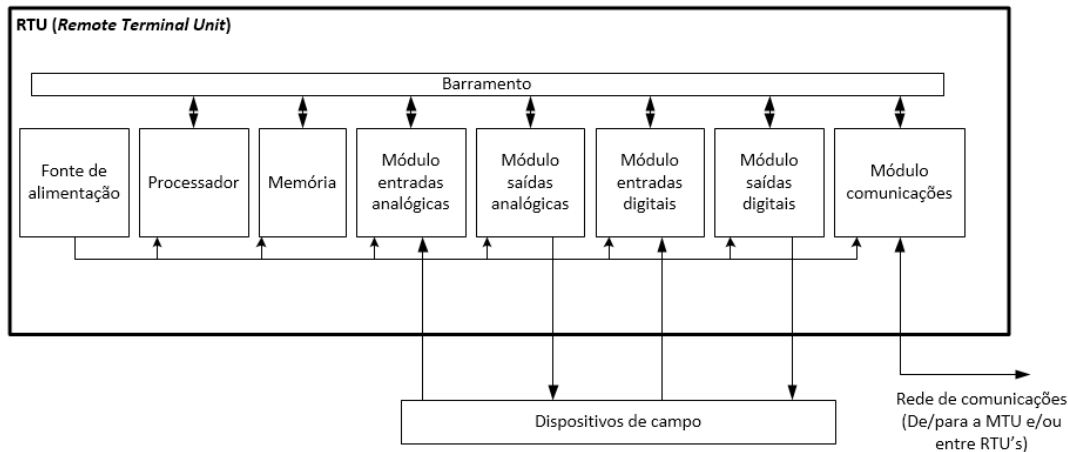 RTU (Remote Terminal Unit)
Barramento
Fonte de
alimentação
Processador
Memória
Módulo
entradas
analógicas
Módulo
saídas
analógicas
Módulo
entradas
digitais
Módulo
saídas
digitais
Módulo
comunicações
Dispositivos de campo
Rede de comunicações
(De/para a MTU e/ou
entre RTU's)